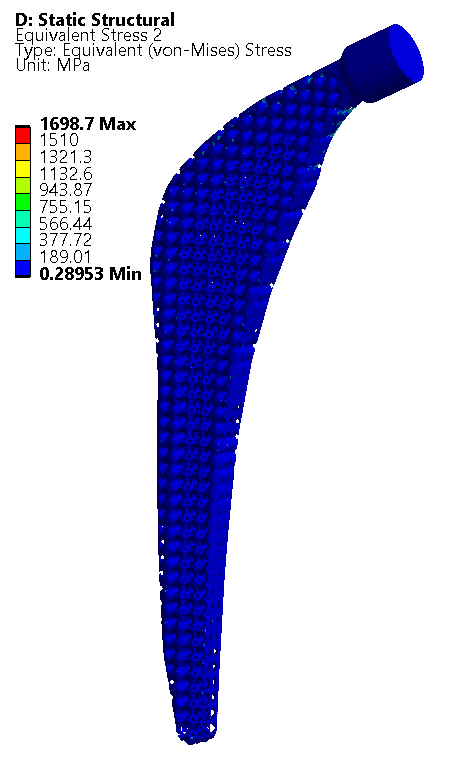 D: Static Structural
Equivalent Stress 2
Type: Equivalent (von-Mises) Stress
Unit: MPa
1698.7 Max
1510
1321.3
1132.6
943.87
755.15
566.44
377.72
189.01
0.28953 Min